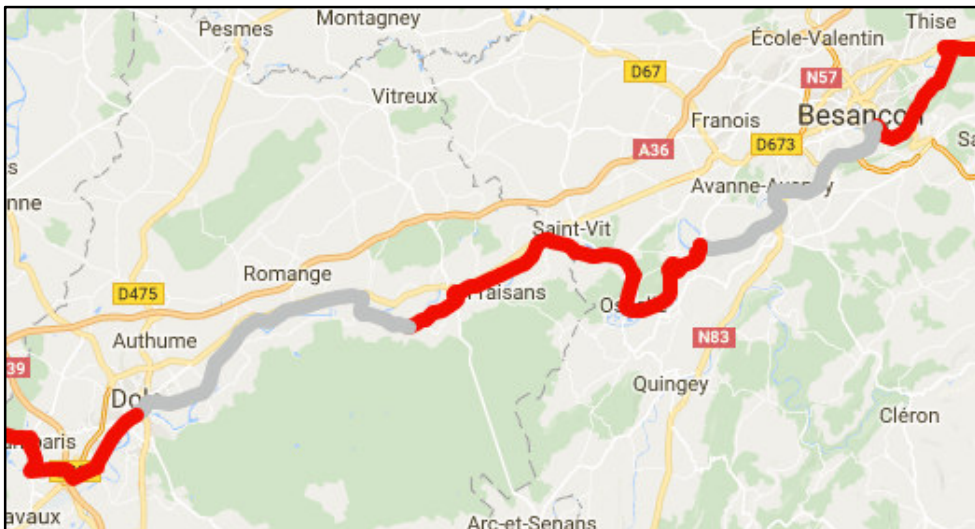 Montagney
Thise
Pesmes
École-Valentin
D67
N57
Vitreux
Besançon
Franois
D673
A36
Avanne-Aveney
Saint-Vit
Romange
Fraisans
D475
N83
Authume
39
Quingey
Cléron
Arc-et-Senans